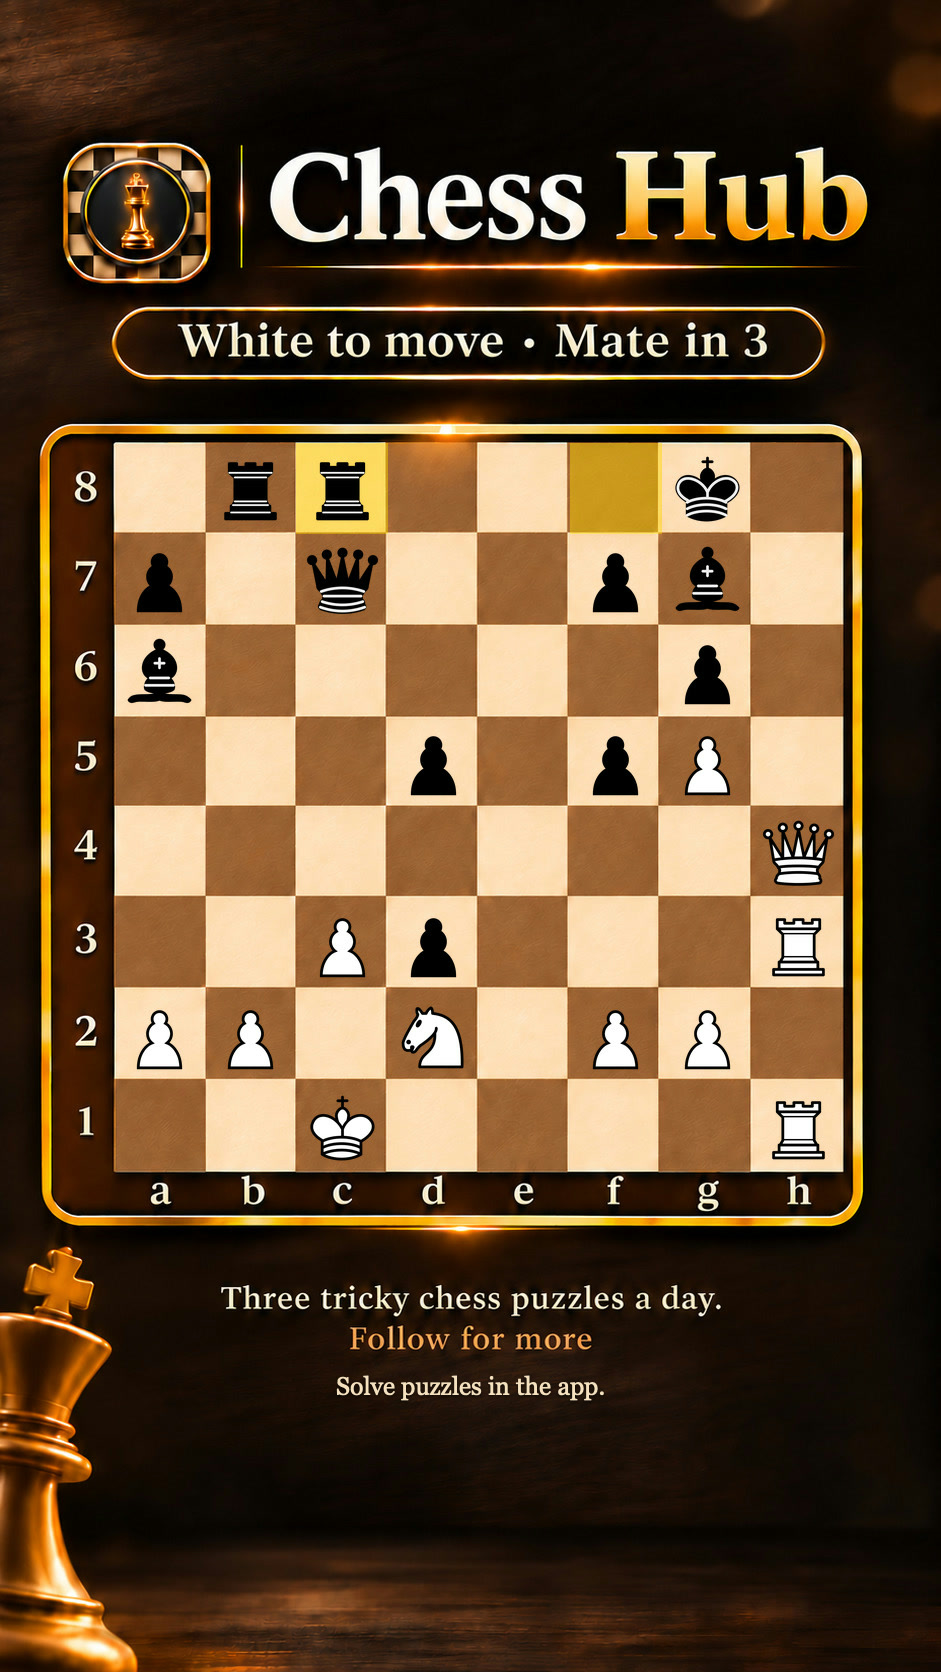 Chess Hub
White to move • Mate in 3
8
7
6
5
4
3
2
1
a b c d e f g h
Three tricky chess puzzles a day.
Follow for more
Solve puzzles in the app.